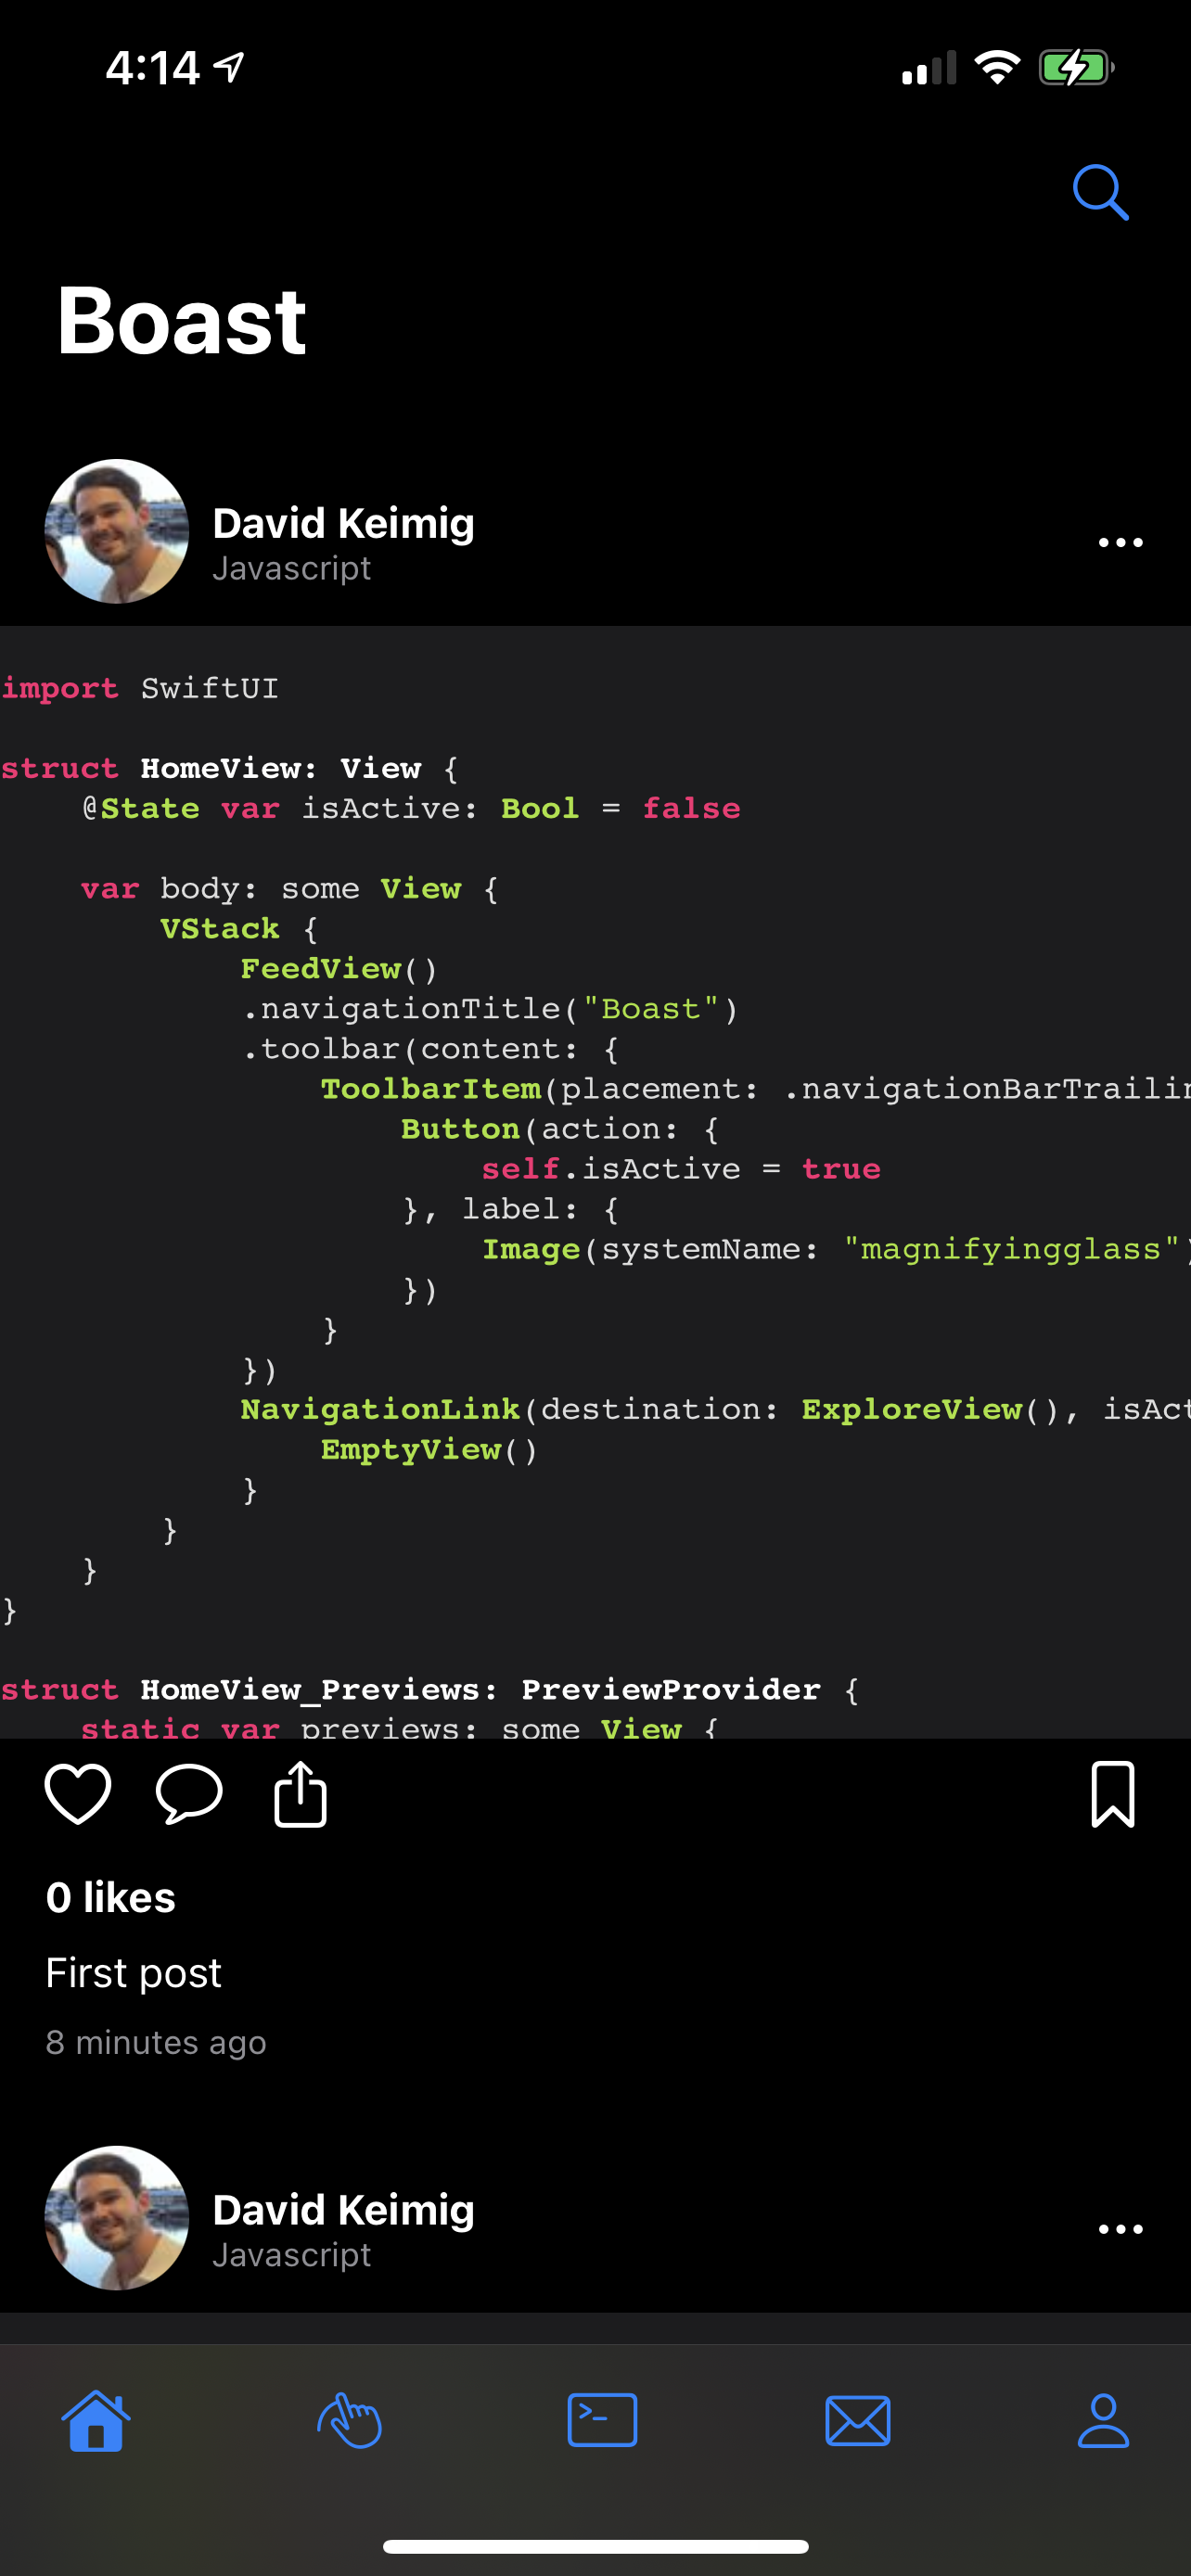 4:14
Boast
David Keimig
Javascript
import SwiftUI
struct HomeView: View {
@State var isActive: Bool = false
var body: some View {
VStack {
FeedView()
.navigationTitle("Boast")
.toolbar(content: {
ToolbarItem(placement: .navigationBarTrailin
Button(action: {
self.isActive = true
}, label: {
Image(systemName: "magnifyingglass")
})
}
})
NavigationLink(destination: ExploreView(), isAct
EmptyView()
}
}
}
}
struct HomeView_Previews: PreviewProvider {
static var previews: some View {
0 likes
First post
8 minutes ago
David Keimig
Javascript
>_